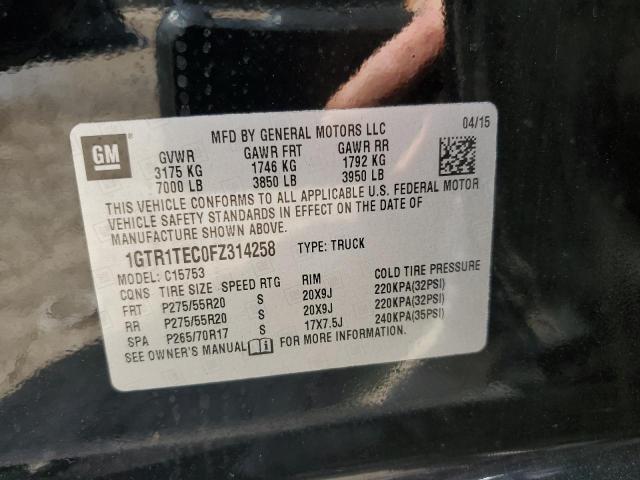 MFD BY GENERAL MOTORS LLC 04/15
GM
GVWR GAWR FRT GAWR RR
3175 KG 1746 KG 1792 KG
7000 LB 3850 LB 3950 LB
THIS VEHICLE CONFORMS TO ALL APPLICABLE U.S. FEDERAL MOTOR
VEHICLE SAFETY STANDARDS IN EFFECT ON THE DATE OF
MANUFACTURE SHOWN ABOVE.
1GTR1TEC0FZ314258 TYPE: TRUCK
MODEL: C15753
CQNS TIRE SIZE SPEED RTG RIM COLD TIRE PRESSURE
FRT P275/55R20 S 20X9J 220KPA(32PSI)
RR P275/55R20 S 20X9J 220KPA(32PSI)
SPA P265/70R17 S 17X7.5J 240KPA(35PSI)
SEE OWNER'S MANUAL FOR MORE INFORMATION.